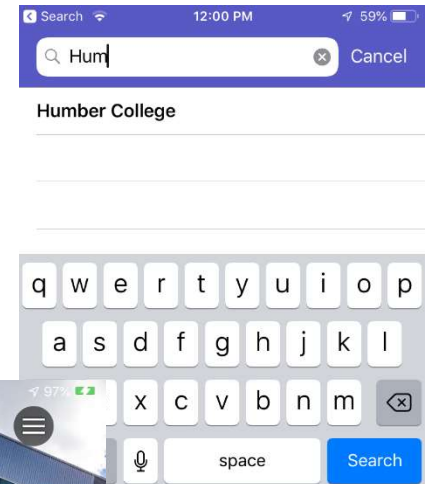 Search 12:00 PM 59%
Hum Cancel
Humber College
q w e r t y u i o p
a s d f g h j k l
97%
x c v b n m
space Search